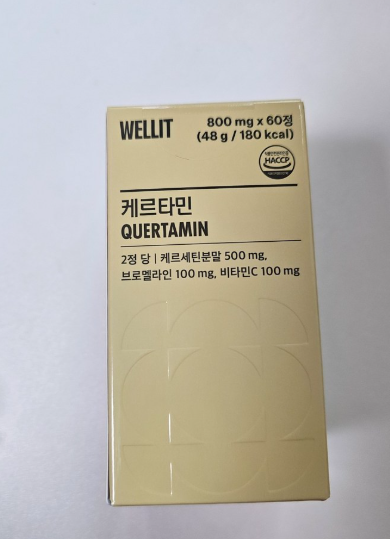 WELLIT
800 mg x 60정
(48 g / 180 kcal)
HACCP
케르타민
QUERTAMIN
2정 당 | 케르세틴분말 500 mg,
브로멜라인 100 mg, 비타민C 100 mg